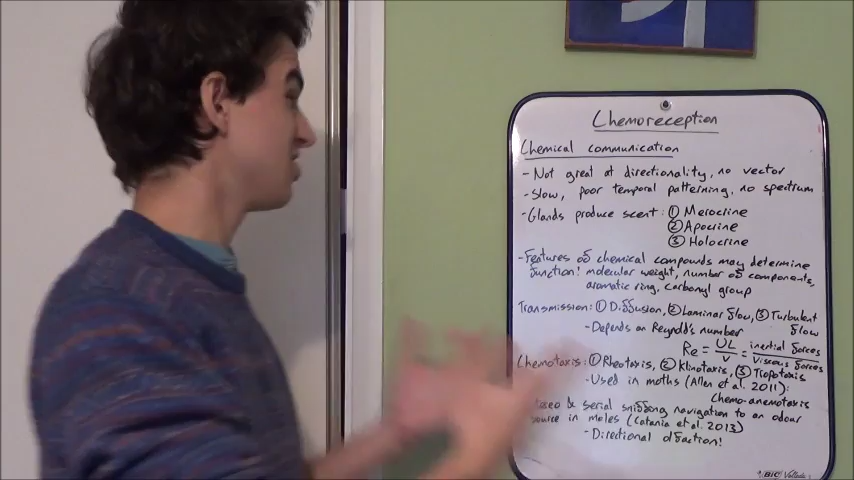 Chemoreception
Chemical communication
- Not great at directionality, no vector
- Slow, poor temporal patterning, no spectrum
- Glands produce scent: ① Merocrine
② Apocrine
③ Holocrine
- Features of chemical compounds may determine
function! molecular weight, number of components,
aromatic ring, carbonyl group
Transmission: ① Diffusion, ② Laminar flow, ③ Turbulent
flow
- Depends on Reynold's number
Re = UL/v = inertial forces/viscous forces
Chemotaxis: ① Rheotaxis, ② Klinotaxis, ③ Tropotaxis
- Used in moths (Allen et al. 2011):
chemo-anemotaxis
& serial sniffing navigation to an odour
source in moles (Catania et al. 2013)
- Directional olfaction!
BIC Velleda